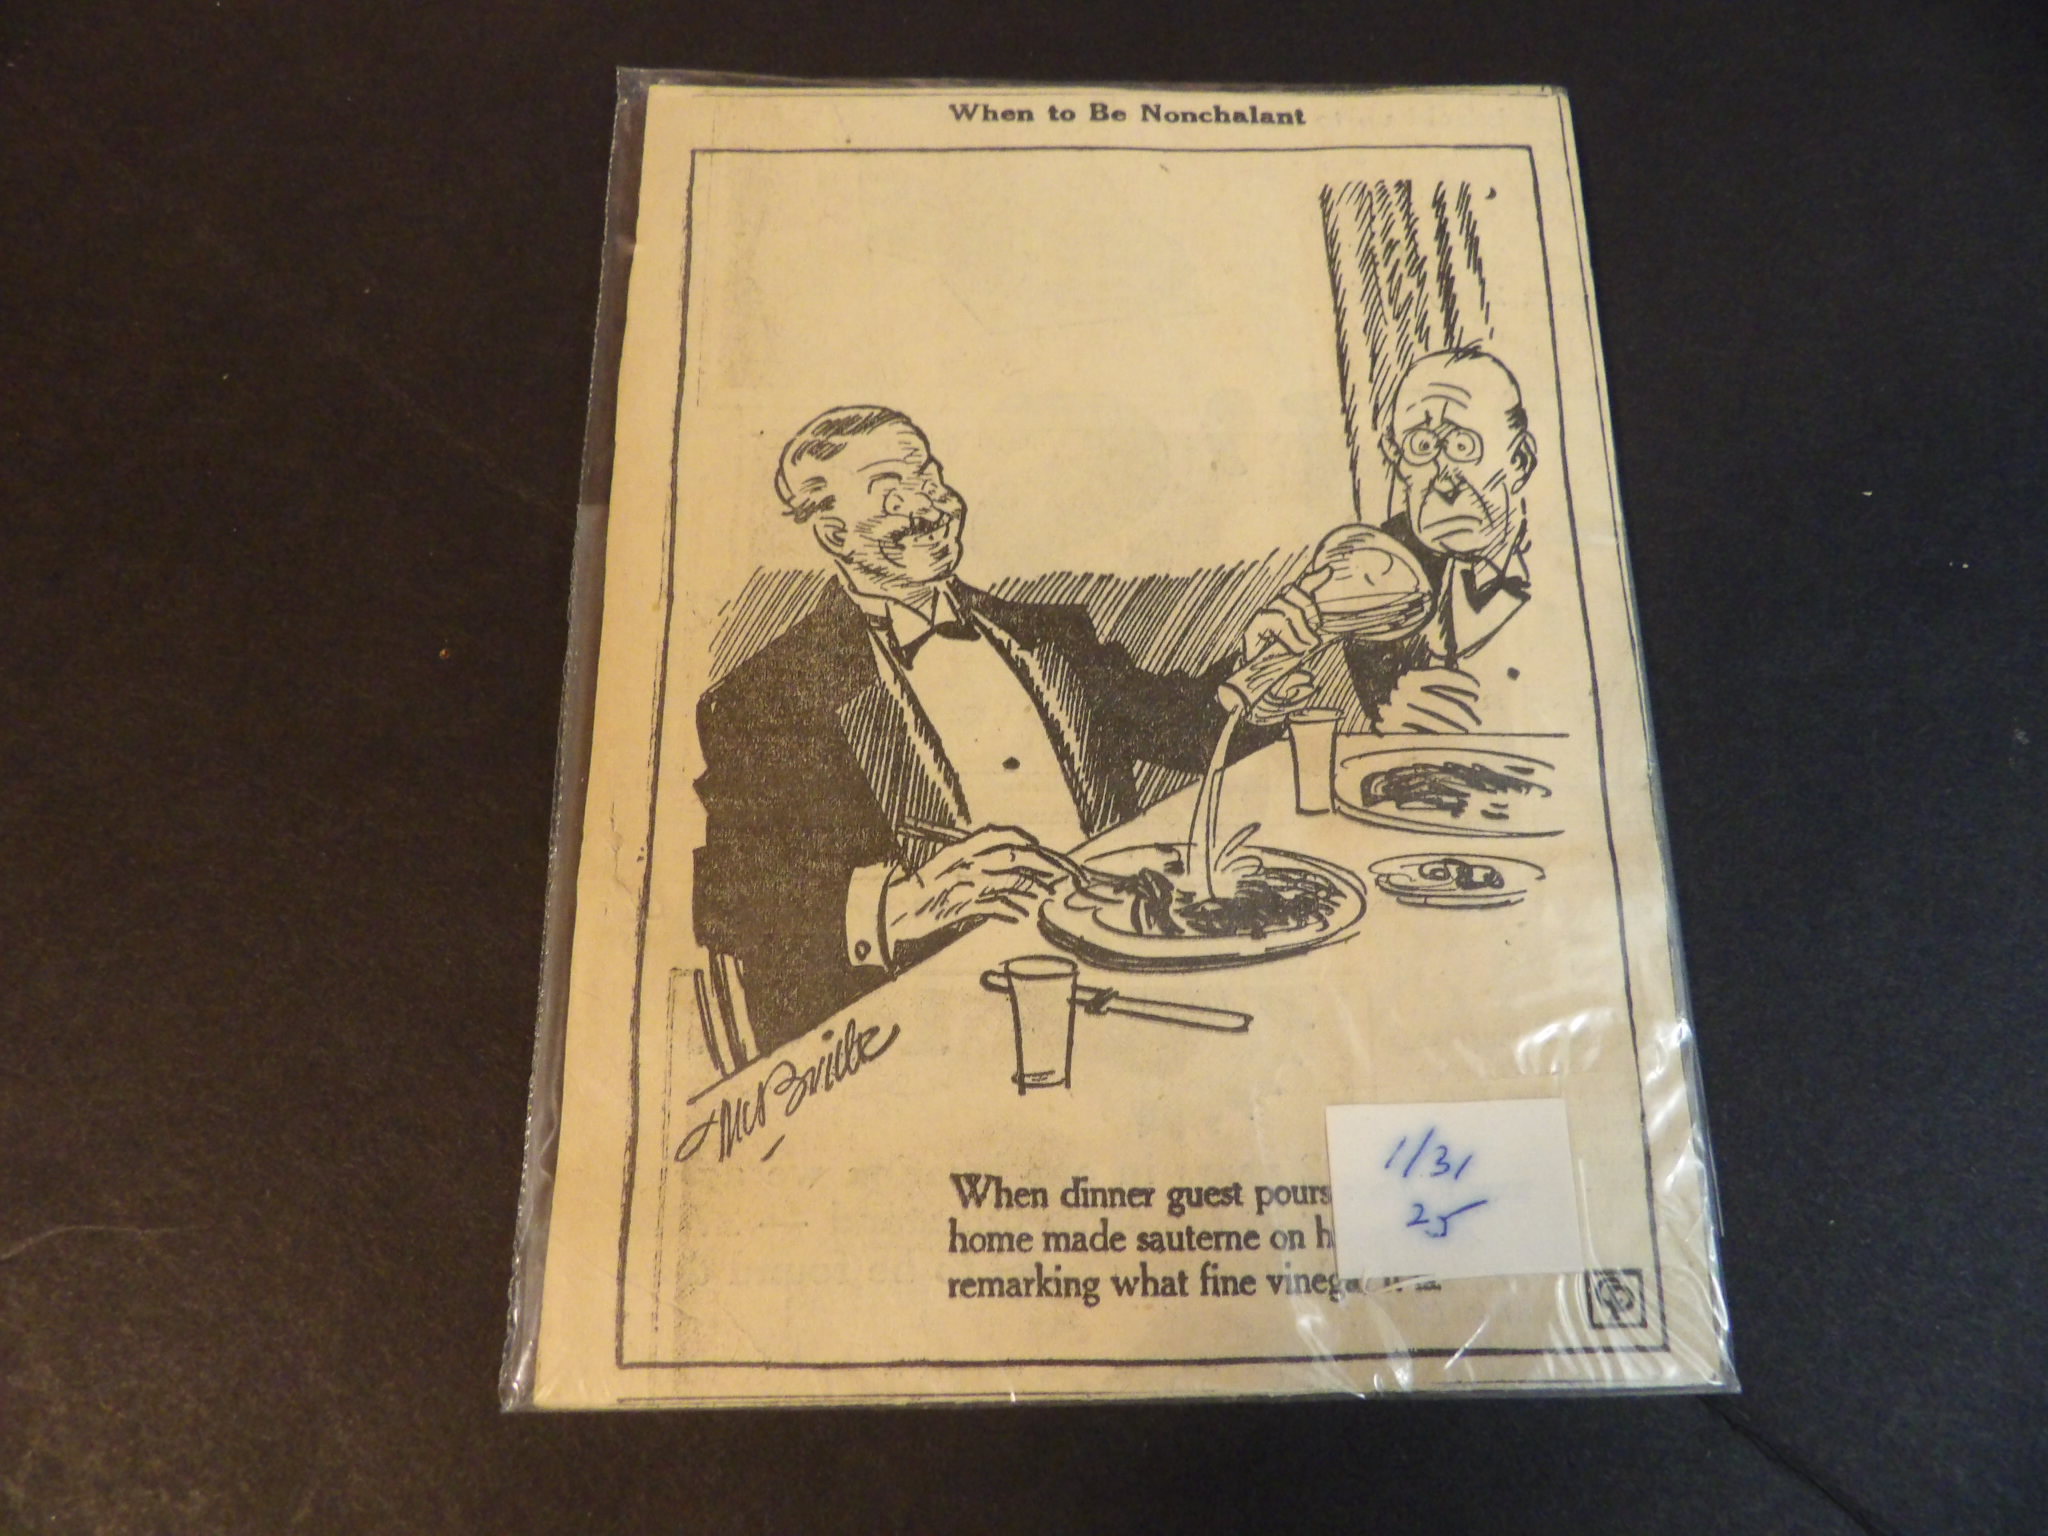 When to Be Nonchalant
McBride
When dinner guest pours
home made sauterne on h
remarking what fine vinega
1/31
25